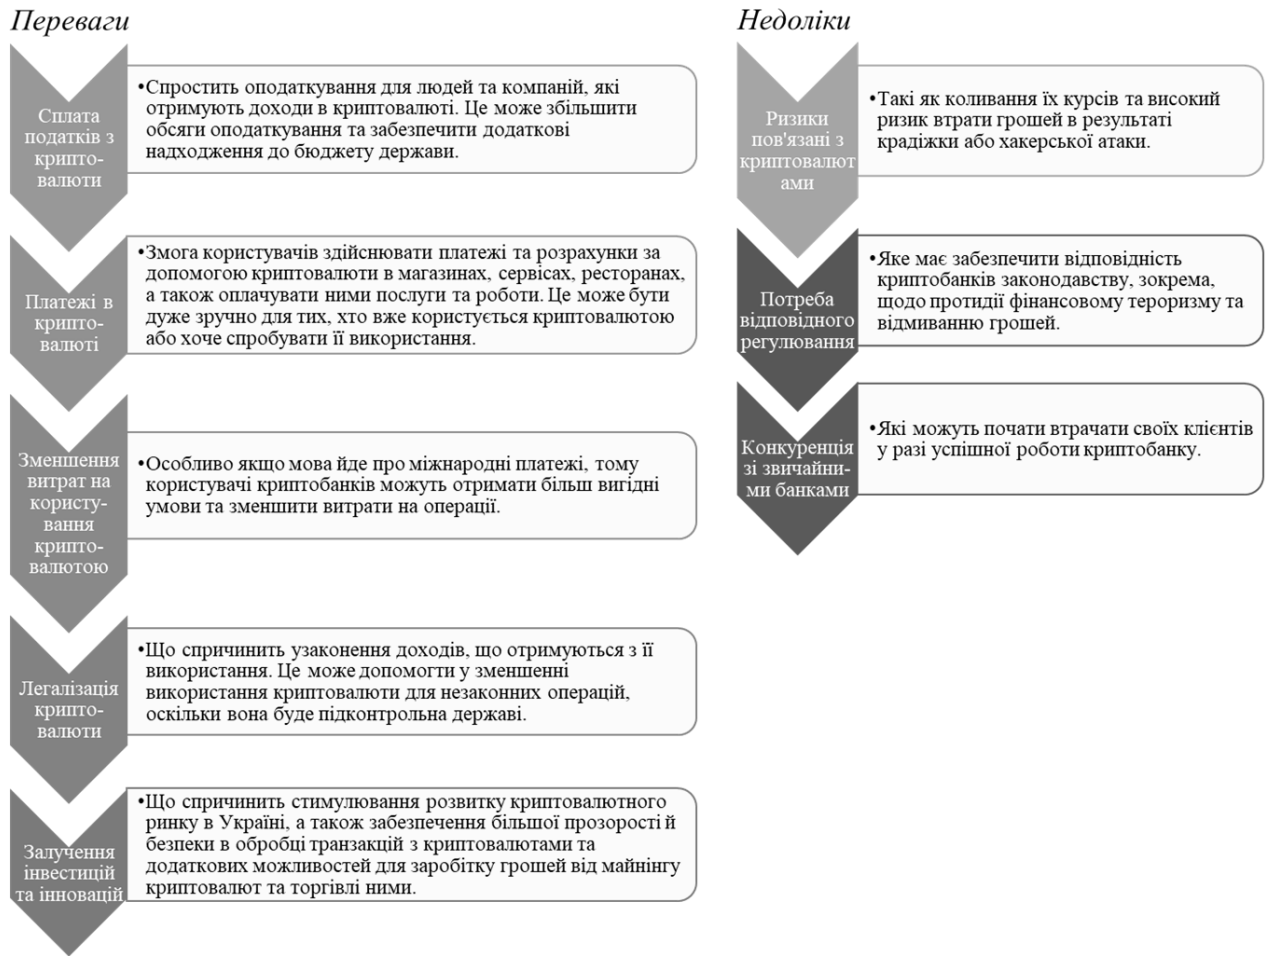 Переваги
Сплата
податків з
крипто-
валюти
•Спростить оподаткування для людей та компаній, які
отримують доходи в криптовалюті. Це може збільшити
обсяги оподаткування та забезпечити додаткові
надходження до бюджету держави.
Платежі в
крипто-
валюті
•Змога користувачів здійснювати платежі та розрахунки за
допомогою криптовалюти в магазинах, сервісах, ресторанах,
а також оплачувати ними послуги та роботи. Це може бути
дуже зручно для тих, хто вже користується криптовалютою
або хоче спробувати її використання.
Зменшення
витрат на
користу-
вання
крипто-
валютою
•Особливо якщо мова йде про міжнародні платежі, тому
користувачі криптобанків можуть отримати більш вигідні
умови та зменшити витрати на операції.
Легалізація
крипто-
валюти
•Що спричинить узаконення доходів, що отримуються з її
використання. Це може допомогти у зменшенні
використання криптовалюти для незаконних операцій,
оскільки вона буде підконтрольна державі.
Залучення
інвестицій
та інновацій
•Що спричинить стимулювання розвитку криптовалютного
ринку в Україні, а також забезпечення більшої прозорості й
безпеки в обробці транзакцій з криптовалютами та
додаткових можливостей для заробітку грошей від майнінгу
криптовалют та торгівлі ними.
Недоліки
Ризики
пов'язані з
криптовалют
ами
•Такі як коливання їх курсів та високий
ризик втрати грошей в результаті
крадіжки або хакерської атаки.
Потреба
відповідного
регулювання
•Яке має забезпечити відповідність
криптобанків законодавству, зокрема,
щодо протидії фінансовому тероризму та
відмиванню грошей.
Конкуренція
зі звичайни-
ми банками
•Які можуть почати втрачати своїх клієнтів
у разі успішної роботи криптобанку.